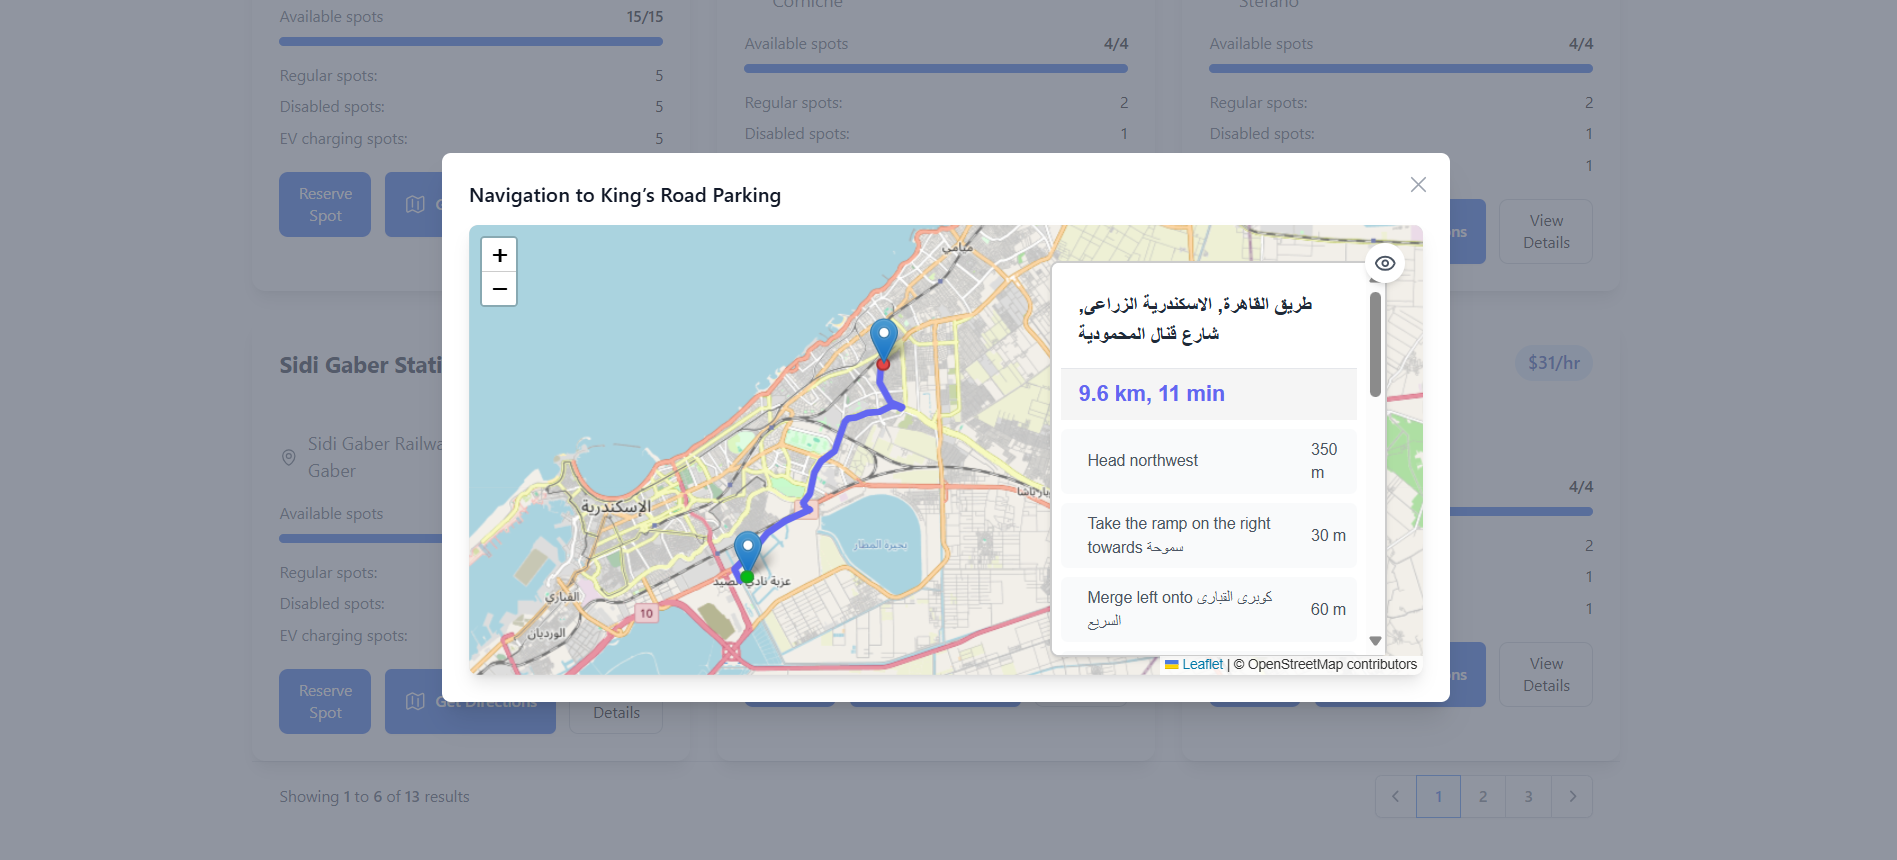 Corniche
Stefano
Available spots
15/15
Available spots
4/4
Available spots
4/4
Regular spots:
5
Regular spots:
2
Regular spots:
2
Disabled spots:
5
Disabled spots:
1
Disabled spots:
1
EV charging spots:
5
1
Reserve
Spot
View
Details
ns
Navigation to King’s Road Parking
+
−
ميامي
الإسكندرية
بحيرة المطار
عزبة نادي الصيد
القباري
الورديان
10
طريق القاهرة, الاسكندرية الزراعى,
شارع قنال المحمودية
9.6 km, 11 min
Head northwest
350
m
Take the ramp on the right
towards سموحة
30 m
Merge left onto كوبرى القبارى
السريع
60 m
Leaflet | © OpenStreetMap contributors
Sidi Gaber Stati
$31/hr
Sidi Gaber Railwa
Gaber
Available spots
4/4
Regular spots:
2
Disabled spots:
1
EV charging spots:
1
Reserve
Spot
Get Directions
Details
ns
View
Details
Showing 1 to 6 of 13 results
1
2
3